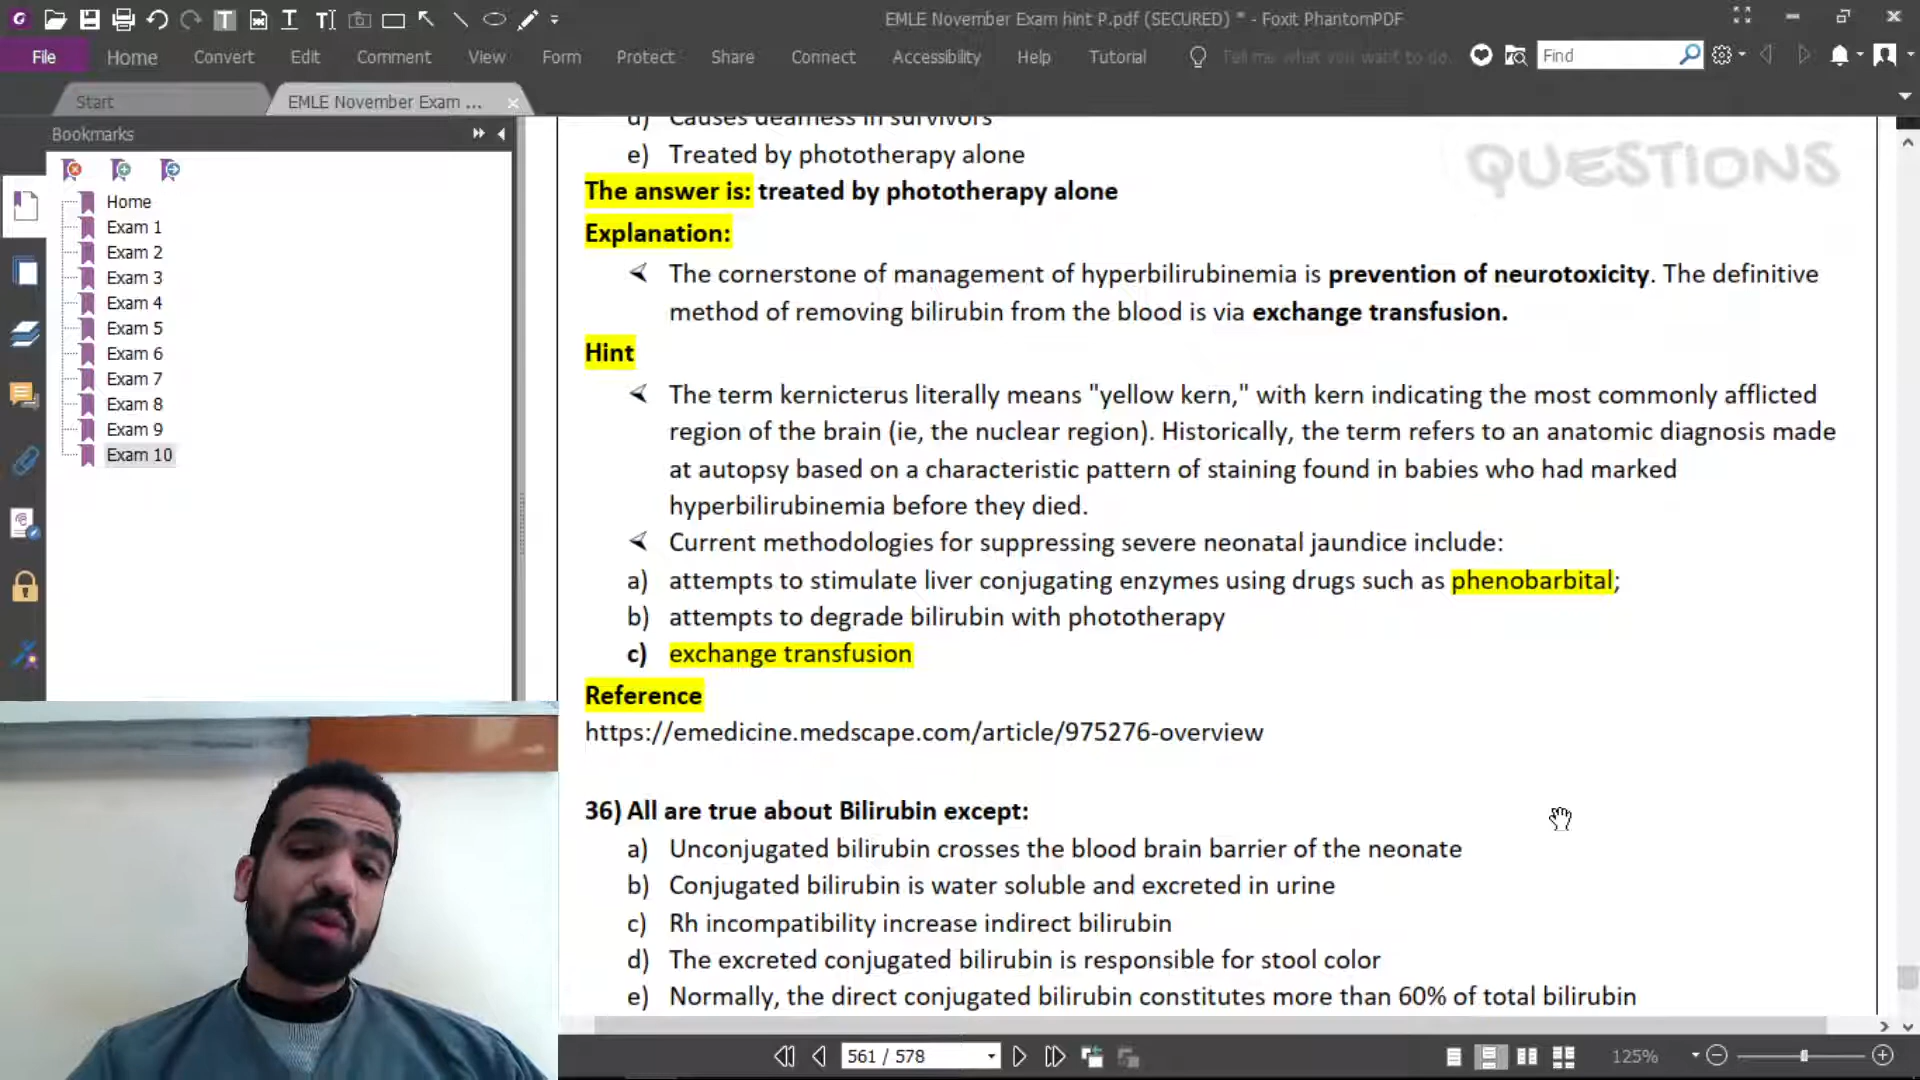 EMLE November Exam hint P.pdf (SECURED) * - Foxit PhantomPDF
File Home Convert Edit Comment View Form Protect Share Connect Accessibility Help Tutorial Tell me what you want to do. Find
Start EMLE November Exam ...
Bookmarks
Home
Exam 1
Exam 2
Exam 3
Exam 4
Exam 5
Exam 6
Exam 7
Exam 8
Exam 9
Exam 10
QUESTIONS
d) Causes deafness in survivors
e) Treated by phototherapy alone
The answer is: treated by phototherapy alone
Explanation:
The cornerstone of management of hyperbilirubinemia is prevention of neurotoxicity. The definitive
method of removing bilirubin from the blood is via exchange transfusion.
Hint
The term kernicterus literally means "yellow kern," with kern indicating the most commonly afflicted
region of the brain (ie, the nuclear region). Historically, the term refers to an anatomic diagnosis made
at autopsy based on a characteristic pattern of staining found in babies who had marked
hyperbilirubinemia before they died.
Current methodologies for suppressing severe neonatal jaundice include:
a) attempts to stimulate liver conjugating enzymes using drugs such as phenobarbital;
b) attempts to degrade bilirubin with phototherapy
c) exchange transfusion
Reference
https://emedicine.medscape.com/article/975276-overview
36) All are true about Bilirubin except:
a) Unconjugated bilirubin crosses the blood brain barrier of the neonate
b) Conjugated bilirubin is water soluble and excreted in urine
c) Rh incompatibility increase indirect bilirubin
d) The excreted conjugated bilirubin is responsible for stool color
e) Normally, the direct conjugated bilirubin constitutes more than 60% of total bilirubin
561 / 578
125%